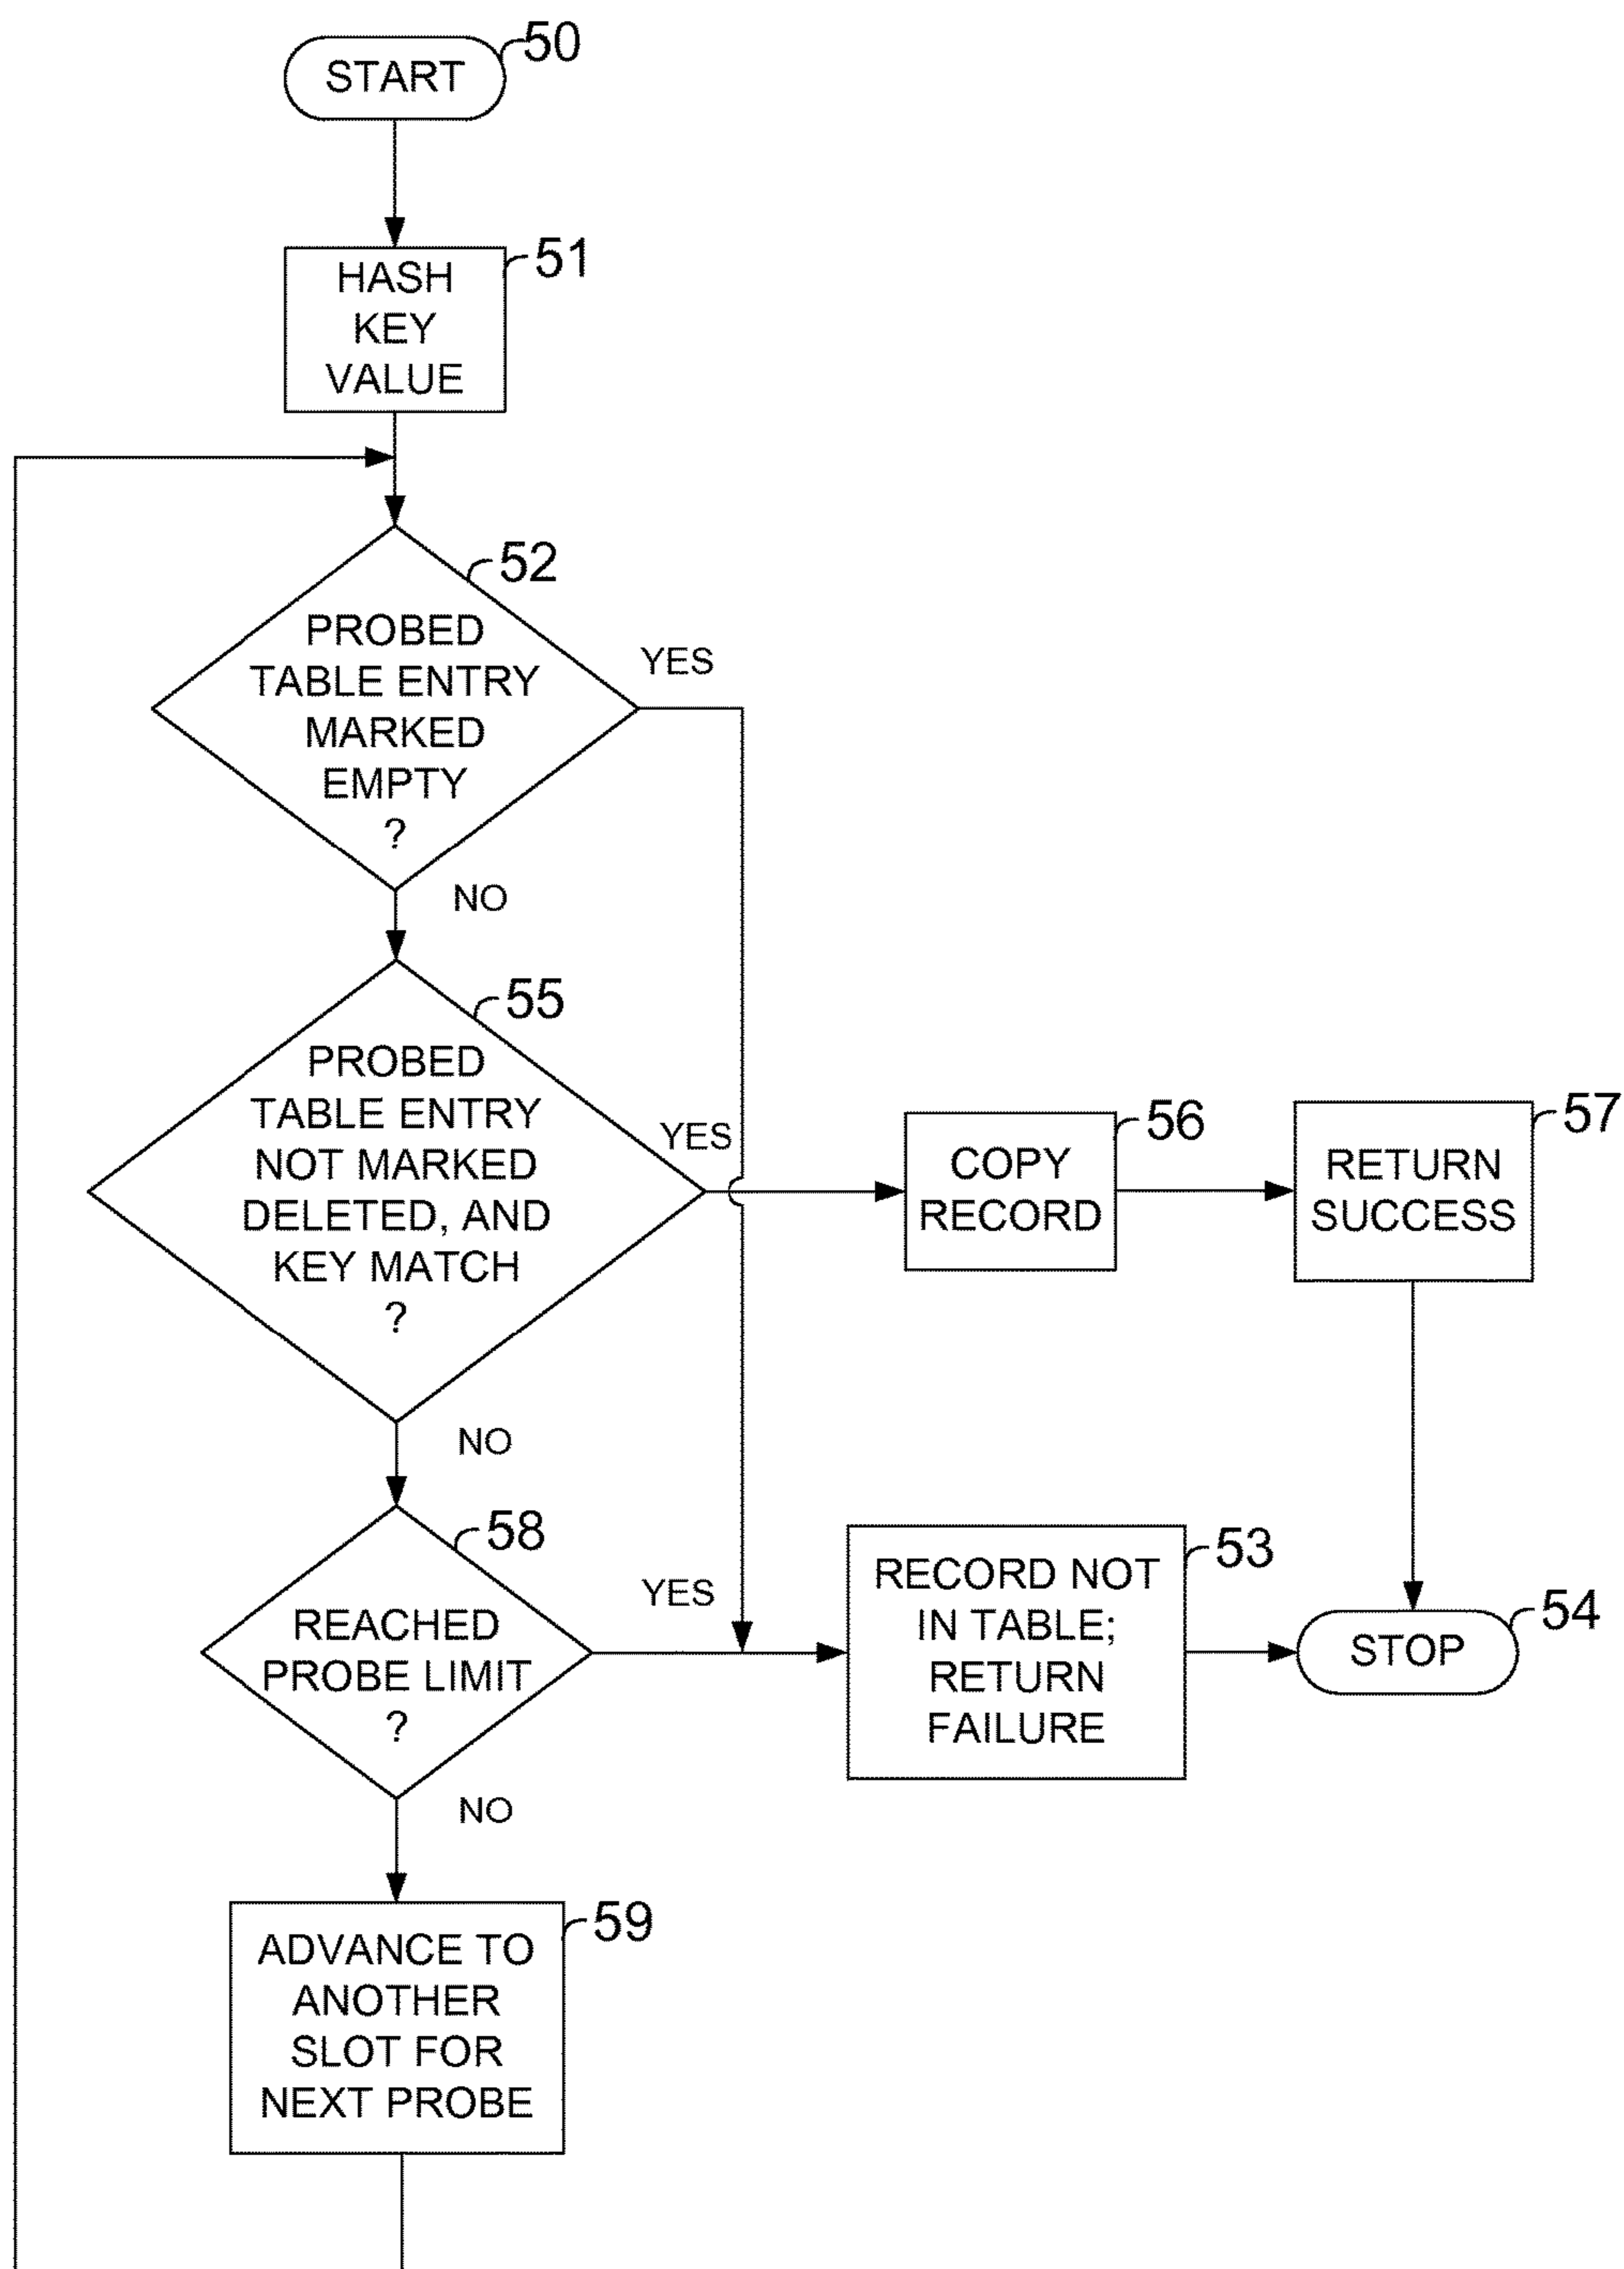 START
50
HASH
KEY
VALUE
51
PROBED
TABLE ENTRY
MARKED
EMPTY
?
52
YES
NO
PROBED
TABLE ENTRY
NOT MARKED
DELETED, AND
KEY MATCH
?
55
YES
COPY
RECORD
56
RETURN
SUCCESS
57
NO
REACHED
PROBE LIMIT
?
58
YES
RECORD NOT
IN TABLE;
RETURN
FAILURE
53
STOP
54
NO
ADVANCE TO
ANOTHER
SLOT FOR
NEXT PROBE
59